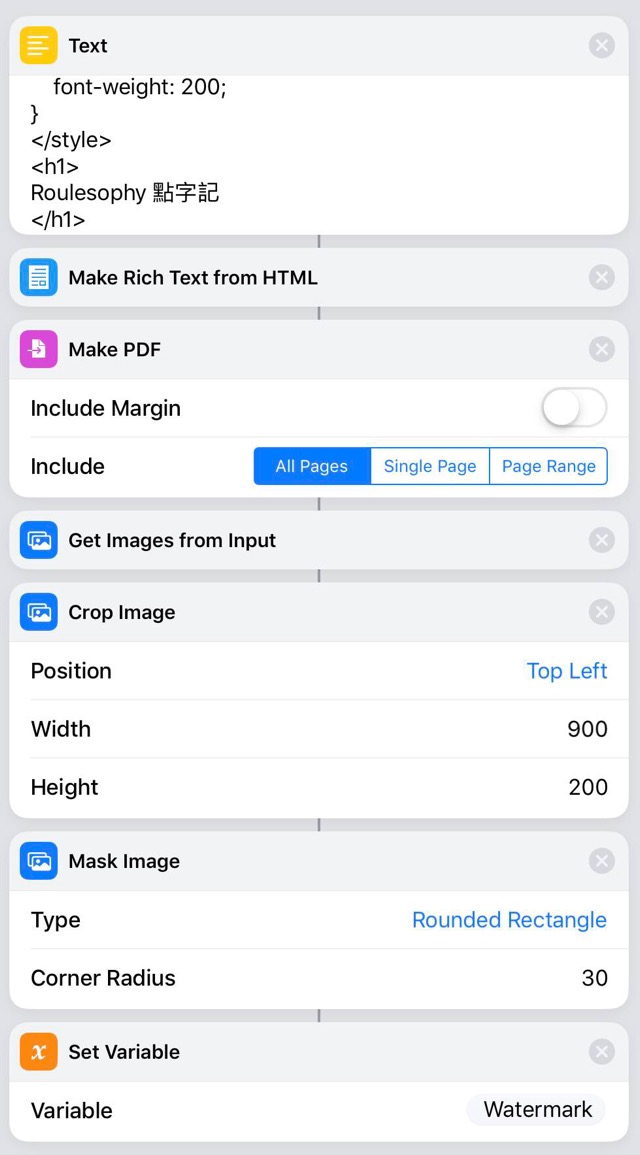 Text
font-weight: 200;
}
</style>
<h1>
Roulesophy 點字記
</h1>
Make Rich Text from HTML
Make PDF
Include Margin
Include All Pages Single Page Page Range
Get Images from Input
Crop Image
Position Top Left
Width 900
Height 200
Mask Image
Type Rounded Rectangle
Corner Radius 30
x Set Variable
Variable Watermark